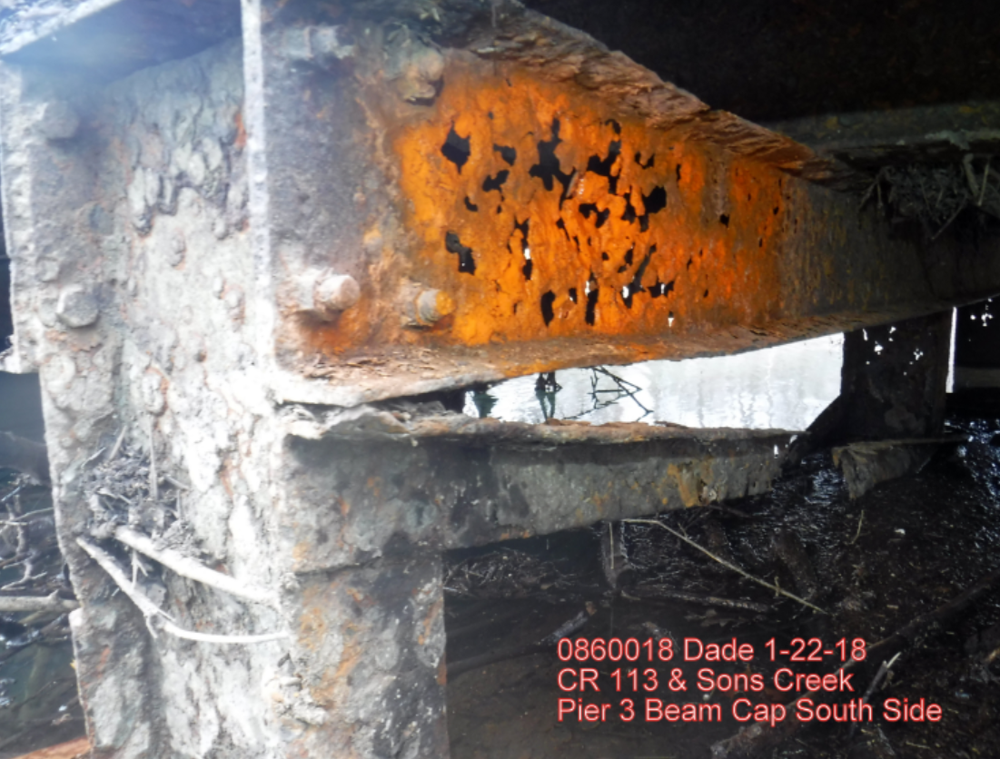 0860018 Dade 1-22-18
CR 113 & Sons Creek
Pier 3 Beam Cap South Side